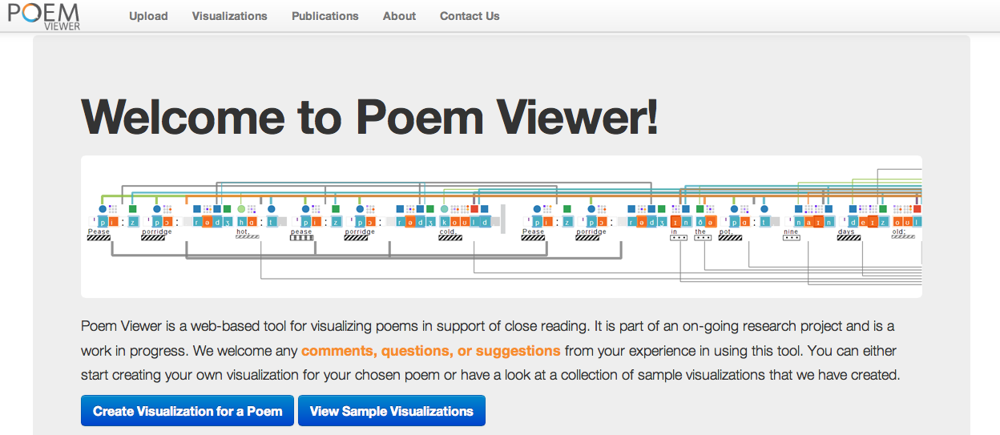 POEM
VIEWER
Upload Visualizations Publications About Contact Us
Welcome to Poem Viewer!
' p i ː z ' p ɔ ː r ə d ʒ h ɑ t ' p i ː z ' p ɔ ː r ə d ʒ k oʊ l d ' p i ː z ' p ɔ ː r ə d ʒ ɪ n ð ə p ɑ t n aɪ n d eɪ z oʊ l
Pease porridge hot, pease porridge cold, Pease porridge in the pot, nine days old;
Poem Viewer is a web-based tool for visualizing poems in support of close reading. It is part of an on-going research project and is a
work in progress. We welcome any comments, questions, or suggestions from your experience in using this tool. You can either
start creating your own visualization for your chosen poem or have a look at a collection of sample visualizations that we have created.
Create Visualization for a Poem View Sample Visualizations